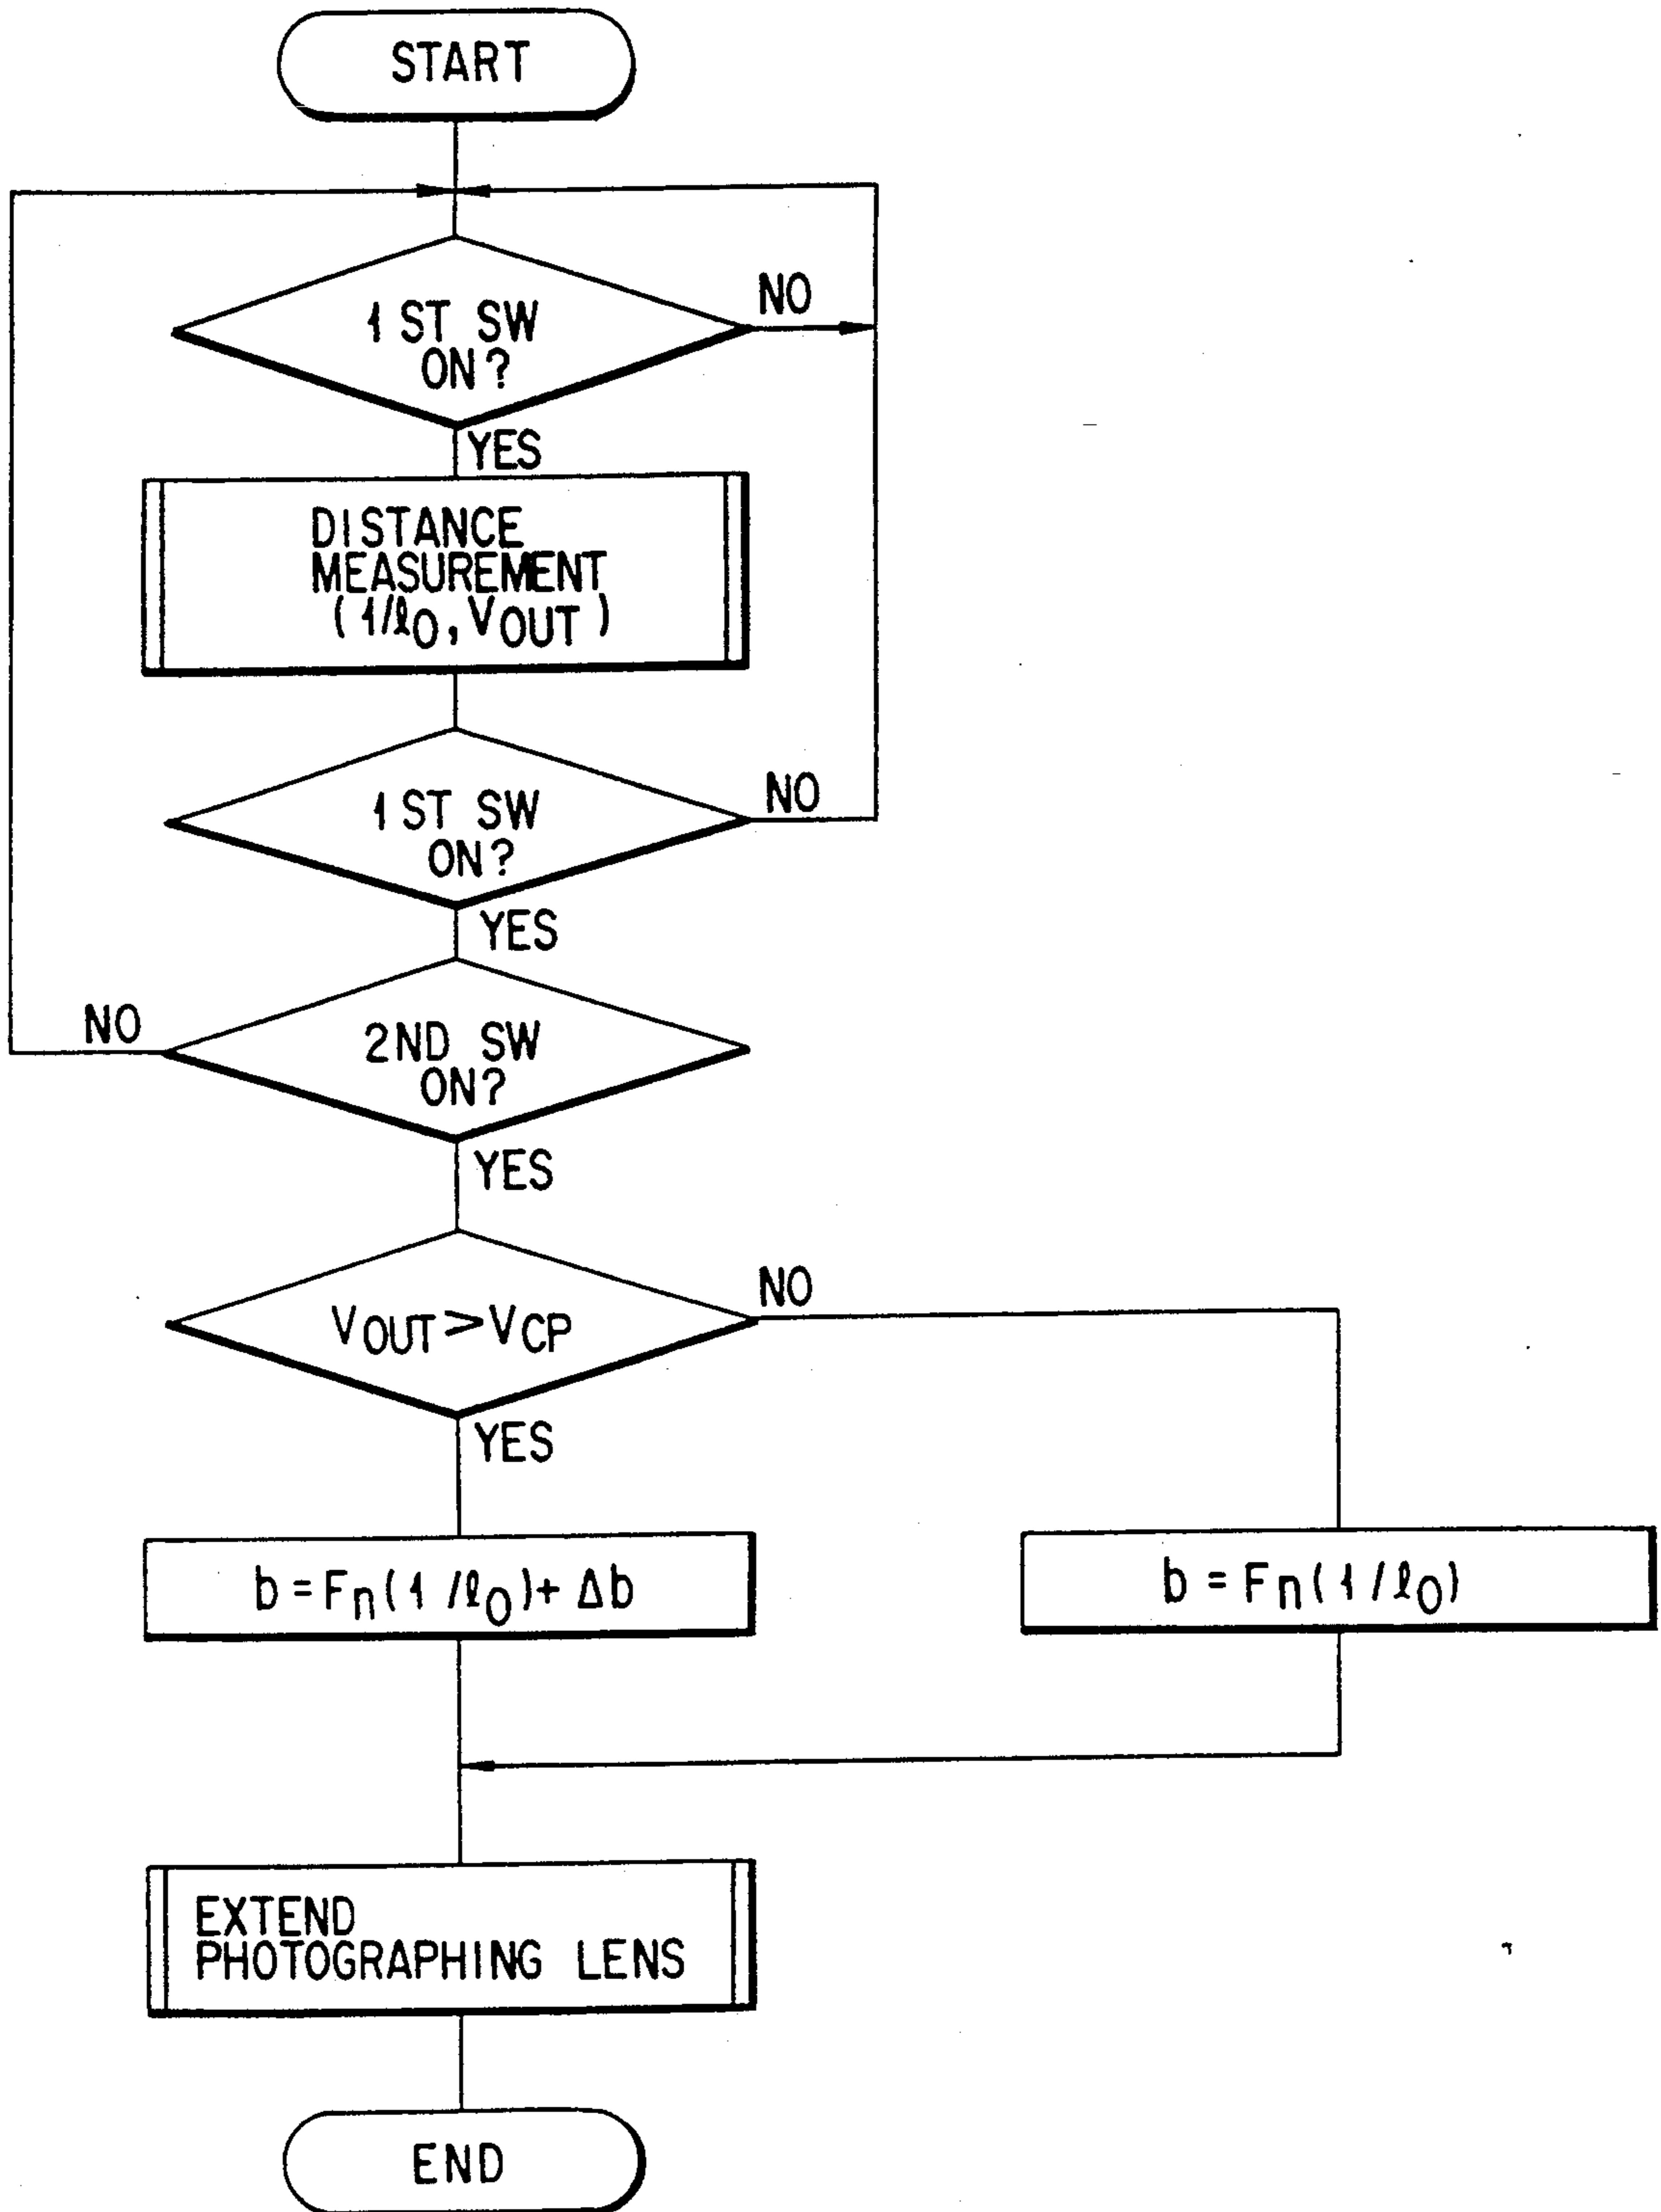 START
1 ST SW
ON?
NO
YES
DISTANCE
MEASUREMENT
(1/ℓ0, VOUT)
1 ST SW
ON?
NO
YES
2ND SW
ON?
NO
YES
VOUT>VCP
NO
YES
b = Fn(1/ℓ0)+ Δb
b = Fn(1/ℓ0)
EXTEND
PHOTOGRAPHING LENS
END